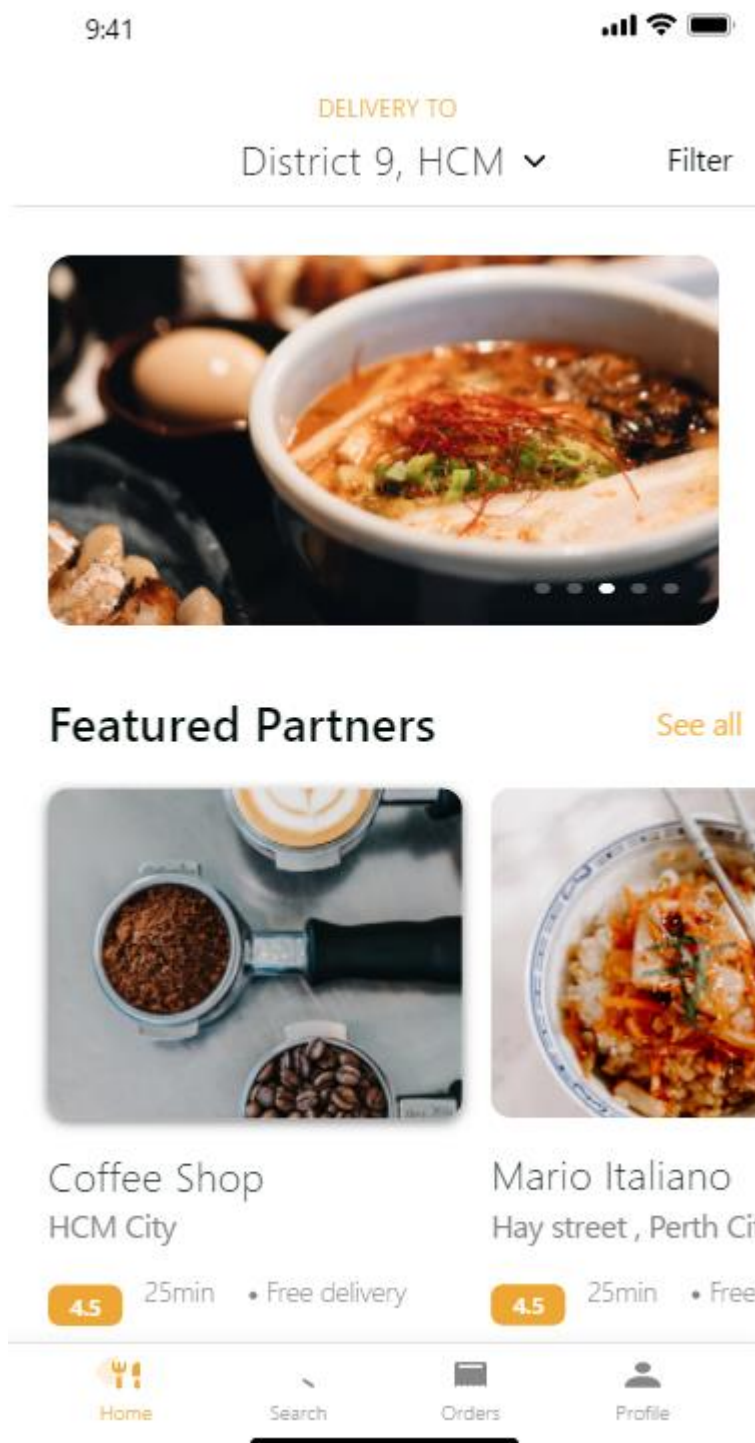 9:41
DELIVERY TO
District 9, HCM
Filter
Featured Partners
See all
Coffee Shop
HCM City
4.5
25min
• Free delivery
Mario Italiano
Hay street , Perth Cit
4.5
25min
• Free
Home
Search
Orders
Profile